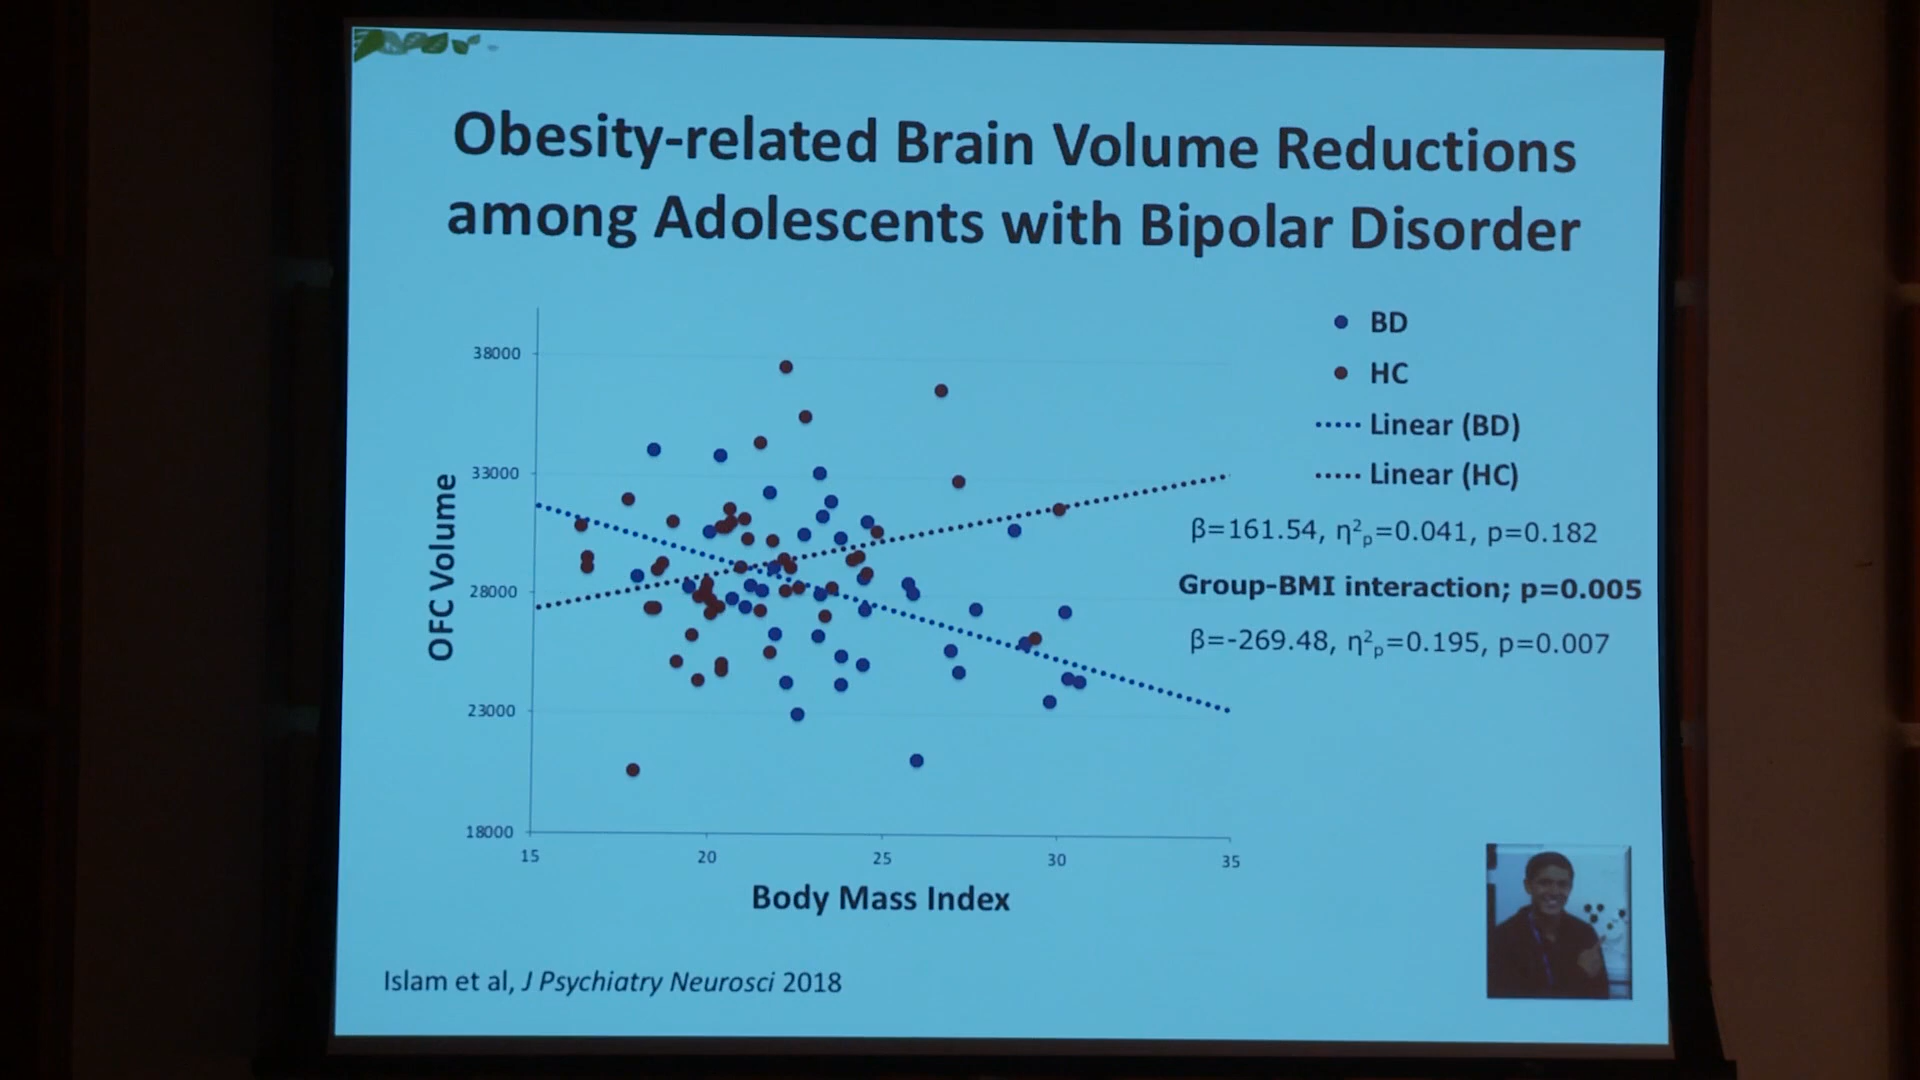 Obesity-related Brain Volume Reductions
among Adolescents with Bipolar Disorder
BD
HC
Linear (BD)
Linear (HC)
β=161.54, η²p=0.041, p=0.182
Group-BMI interaction; p=0.005
β=-269.48, η²p=0.195, p=0.007
OFC Volume
38000
33000
28000
23000
18000
15 20 25 30 35
Body Mass Index
Islam et al, J Psychiatry Neurosci 2018